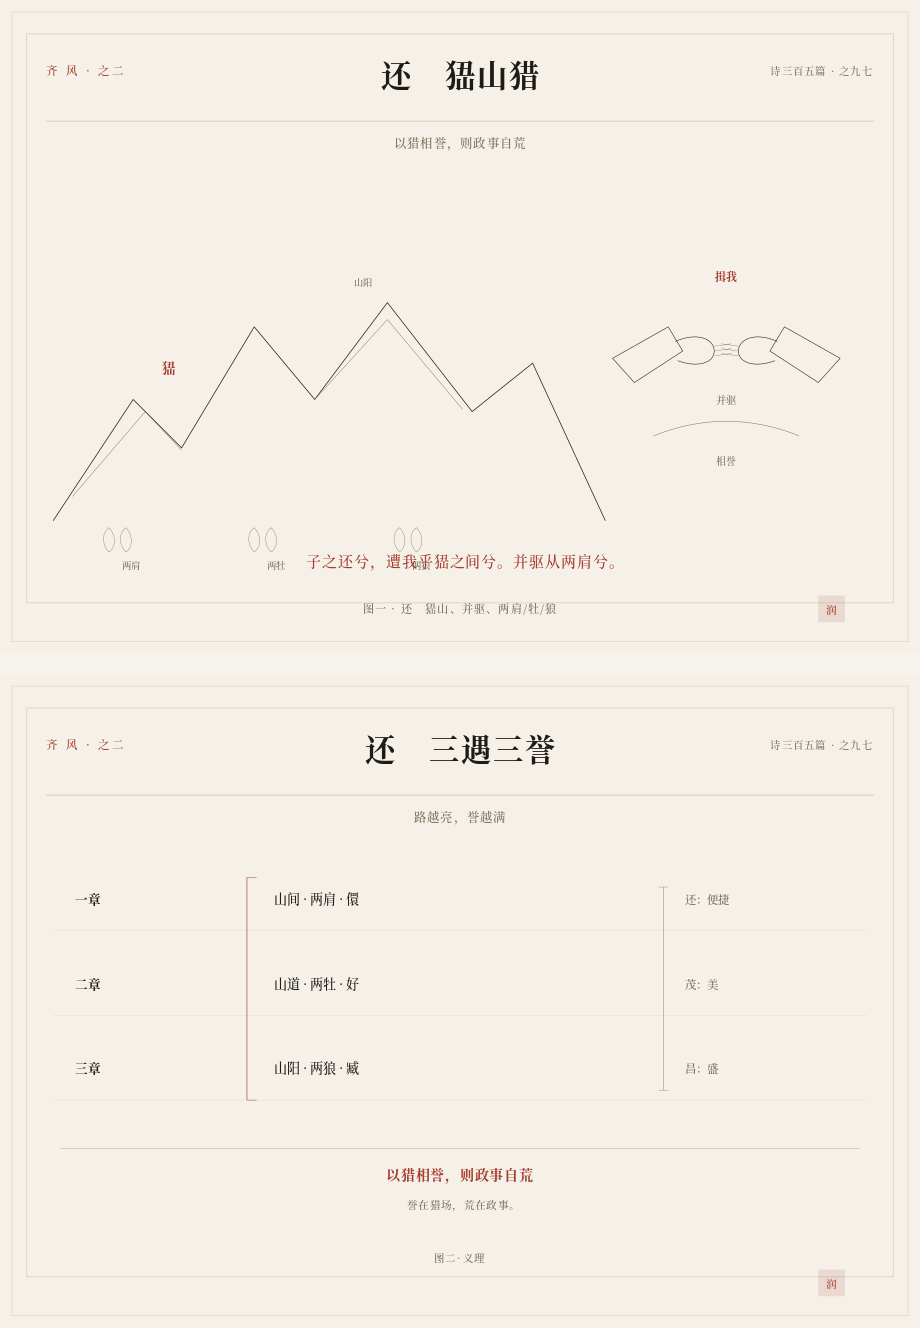 齐 风 · 之二
还　峱山猎
诗三百五篇 · 之九七
以猎相誉，则政事自荒
山阳
揖我
峱
并驱
相誉
两肩
两牡
子之还兮，遭我乎峱之间兮。并驱从两肩兮。
图一 · 还　峱山、并驱、两肩/牡/狼
润
齐 风 · 之二
还　三遇三誉
诗三百五篇 · 之九七
路越亮，誉越满
一章
山间 · 两肩 · 儇
还：便捷
二章
山道 · 两牡 · 好
茂：美
三章
山阳 · 两狼 · 臧
昌：盛
以猎相誉，则政事自荒
誉在猎场，荒在政事。
图二 · 义理
润